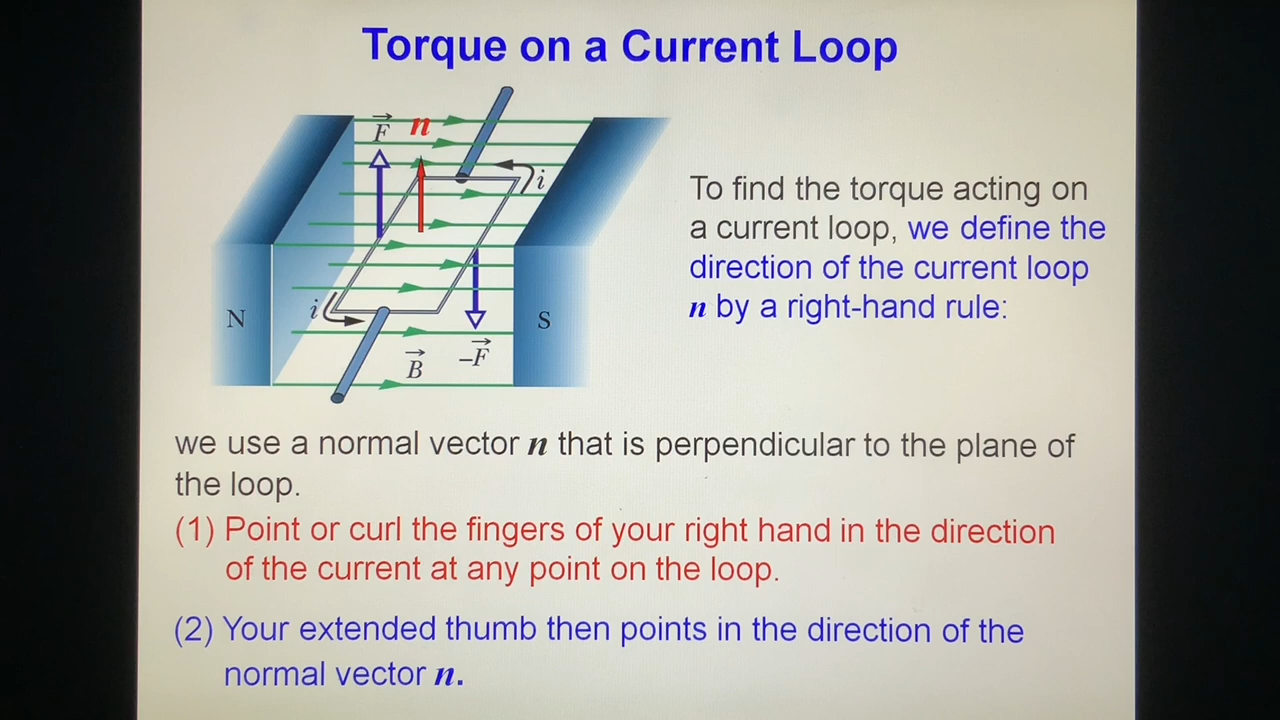 Torque on a Current Loop
F
n
i
To find the torque acting on
a current loop, we define the
direction of the current loop
n by a right-hand rule:
i
N
S
B
–F
we use a normal vector n that is perpendicular to the plane of
the loop.
(1) Point or curl the fingers of your right hand in the direction
of the current at any point on the loop.
(2) Your extended thumb then points in the direction of the
normal vector n.